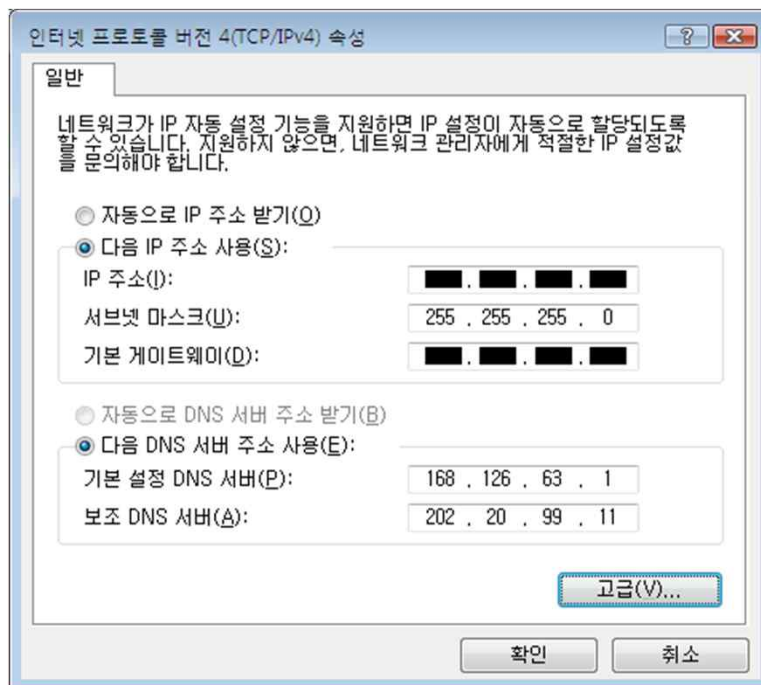 인터넷 프로토콜 버전 4(TCP/IPv4) 속성
일반
네트워크가 IP 자동 설정 기능을 지원하면 IP 설정이 자동으로 할당되도록
할 수 있습니다. 지원하지 않으면, 네트워크 관리자에게 적절한 IP 설정값
을 문의해야 합니다.
자동으로 IP 주소 받기(O)
다음 IP 주소 사용(S):
IP 주소(I):
서브넷 마스크(U): 255 . 255 . 255 . 0
기본 게이트웨이(D):
자동으로 DNS 서버 주소 받기(B)
다음 DNS 서버 주소 사용(E):
기본 설정 DNS 서버(P): 168 . 126 . 63 . 1
보조 DNS 서버(A): 202 . 20 . 99 . 11
고급(V)...
확인 취소